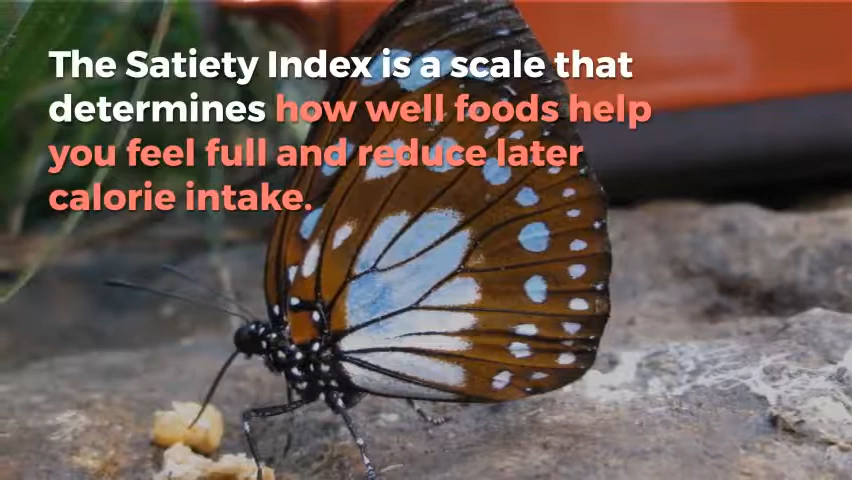 The Satiety Index is a scale that
determines how well foods help
you feel full and reduce later
calorie intake.